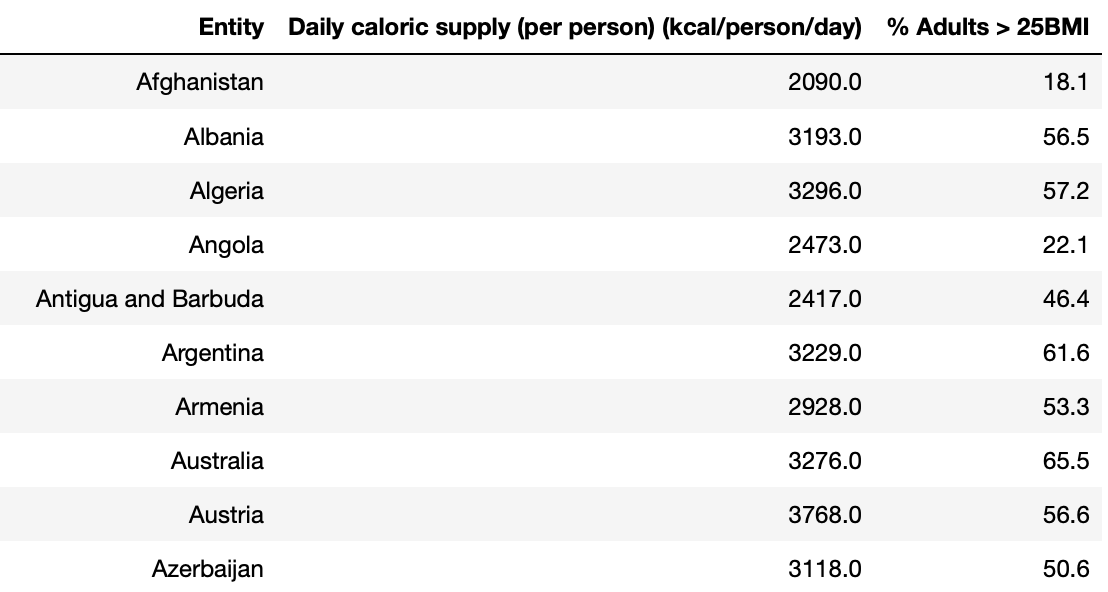 Entity Daily caloric supply (per person) (kcal/person/day) % Adults > 25BMI
Afghanistan 2090.0 18.1
Albania 3193.0 56.5
Algeria 3296.0 57.2
Angola 2473.0 22.1
Antigua and Barbuda 2417.0 46.4
Argentina 3229.0 61.6
Armenia 2928.0 53.3
Australia 3276.0 65.5
Austria 3768.0 56.6
Azerbaijan 3118.0 50.6